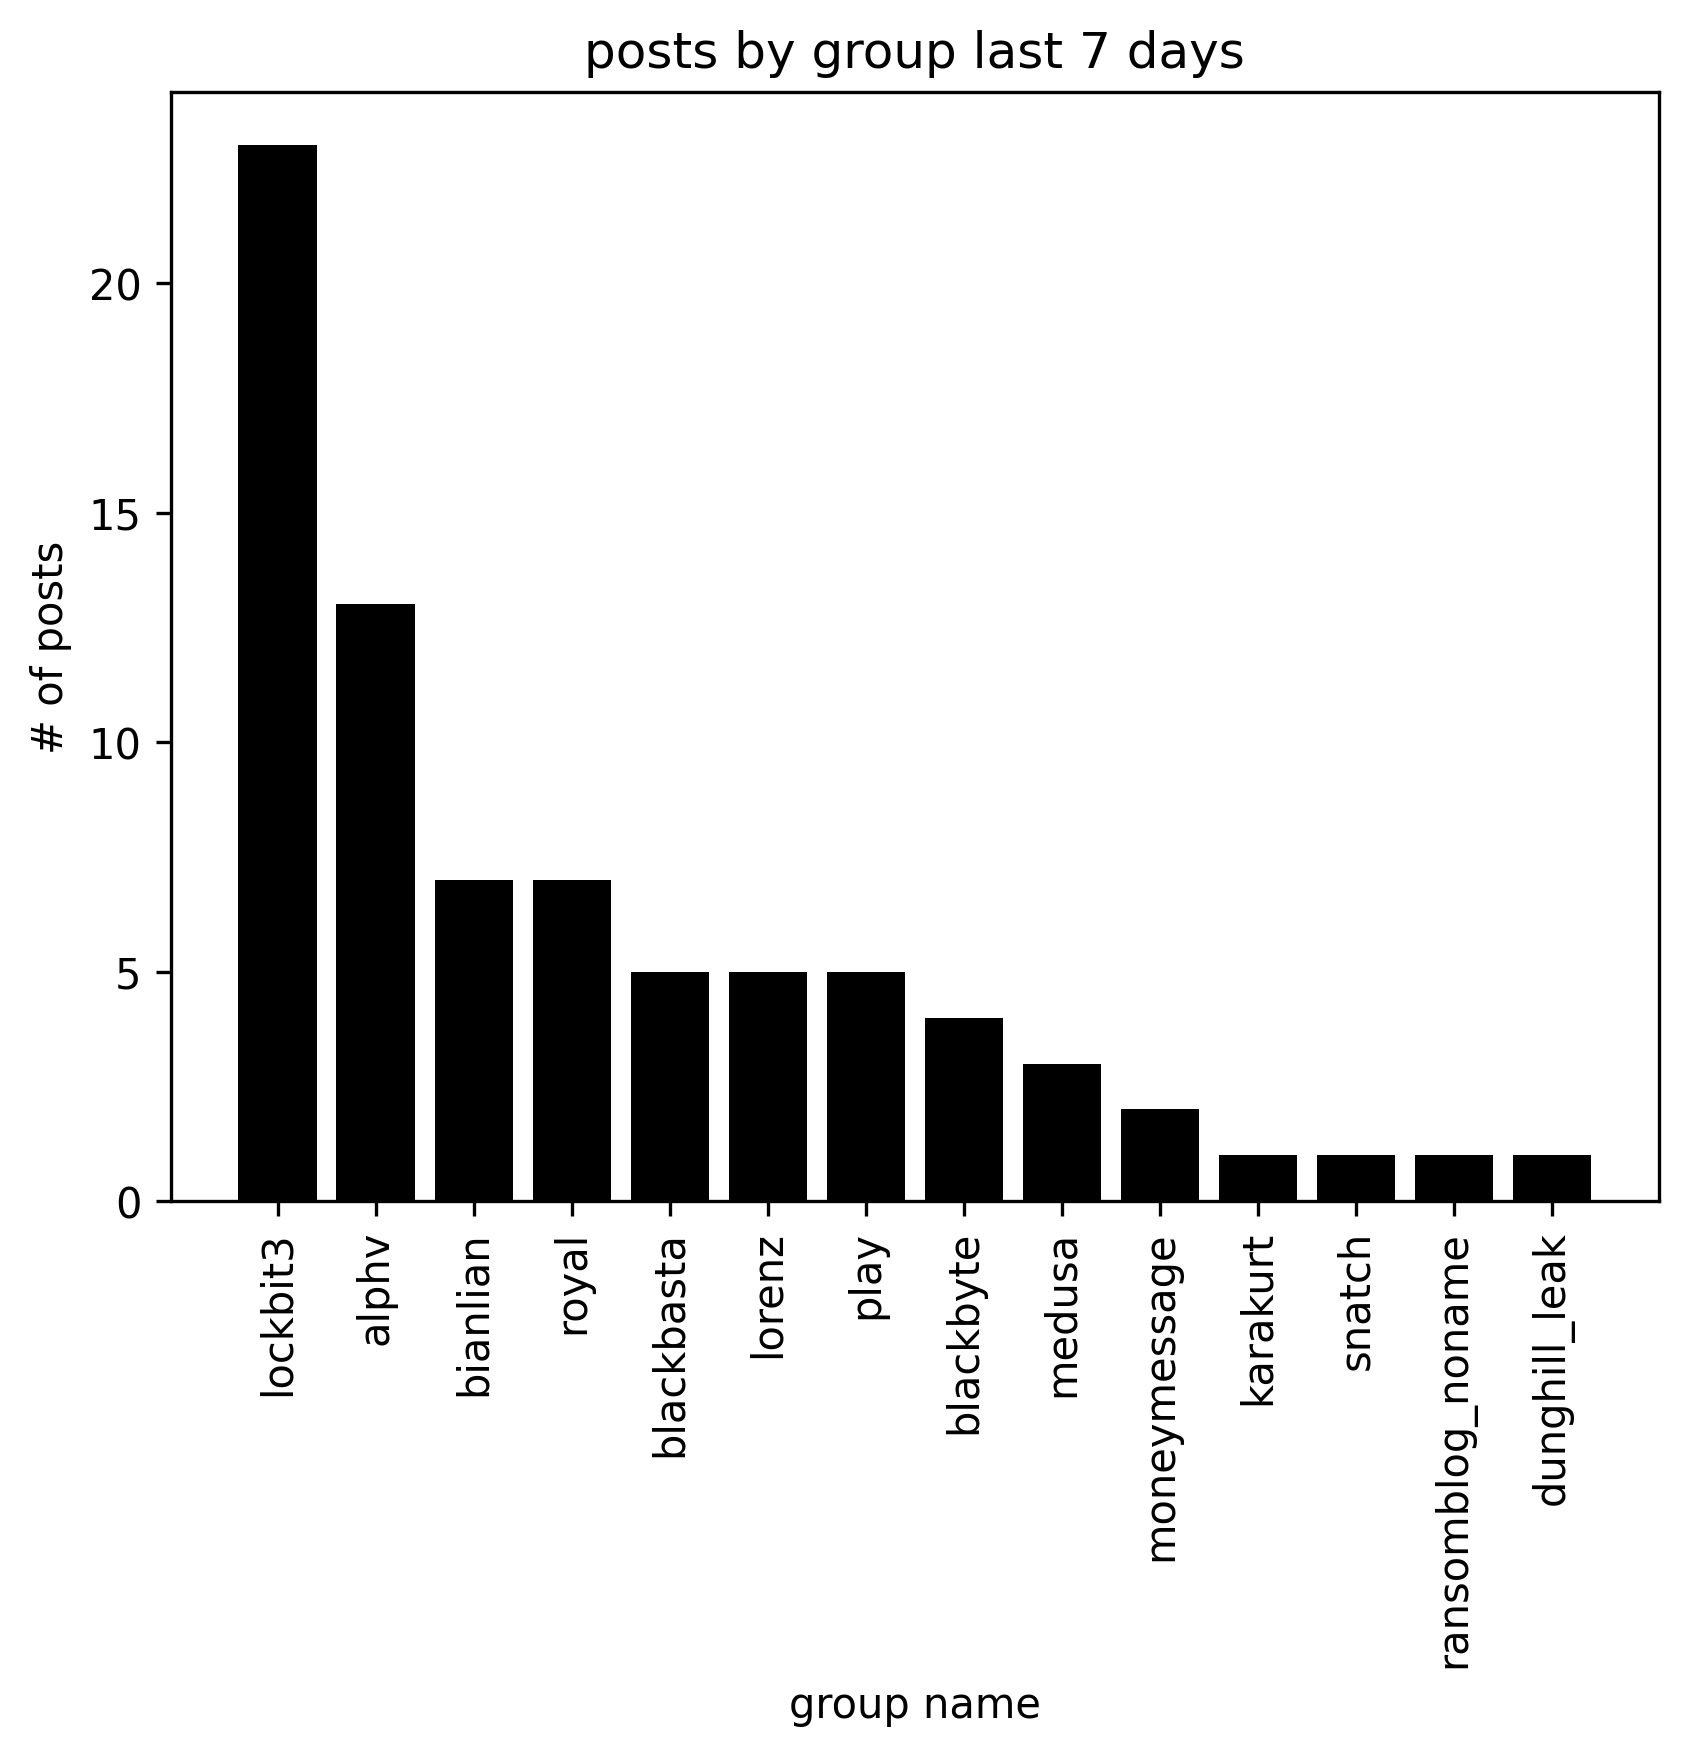 posts by group last 7 days
# of posts
20
15
10
5
0
lockbit3
alphv
bianlian
royal
blackbasta
lorenz
play
blackbyte
medusa
moneymessage
karakurt
snatch
ransomblog_noname
dunghill_leak
group name